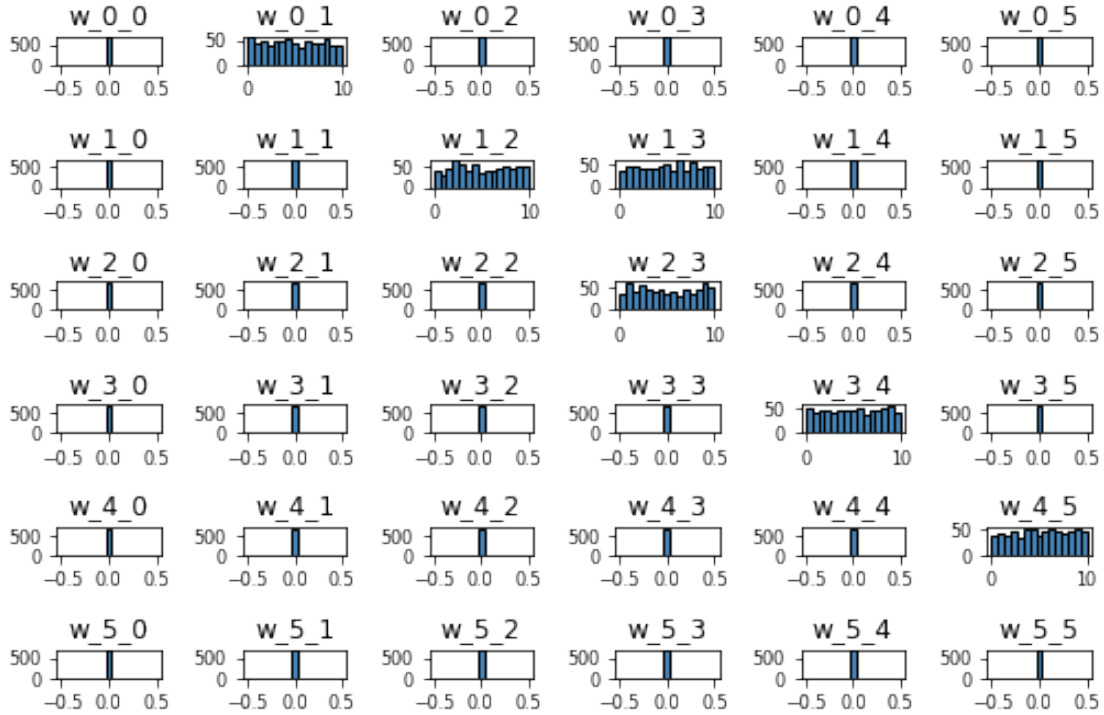 w_0_0 w_0_1 w_0_2 w_0_3 w_0_4 w_0_5
500 50 500 500 500 500
0 0 0 0 0 0
−0.5 0.0 0.5 0 10 −0.5 0.0 0.5 −0.5 0.0 0.5 −0.5 0.0 0.5 −0.5 0.0 0.5
w_1_0 w_1_1 w_1_2 w_1_3 w_1_4 w_1_5
500 500 50 50 500 500
0 0 0 0 0 0
−0.5 0.0 0.5 −0.5 0.0 0.5 0 10 0 10 −0.5 0.0 0.5 −0.5 0.0 0.5
w_2_0 w_2_1 w_2_2 w_2_3 w_2_4 w_2_5
500 500 500 50 500 500
0 0 0 0 0 0
−0.5 0.0 0.5 −0.5 0.0 0.5 −0.5 0.0 0.5 0 10 −0.5 0.0 0.5 −0.5 0.0 0.5
w_3_0 w_3_1 w_3_2 w_3_3 w_3_4 w_3_5
500 500 500 500 50 500
0 0 0 0 0 0
−0.5 0.0 0.5 −0.5 0.0 0.5 −0.5 0.0 0.5 −0.5 0.0 0.5 0 10 −0.5 0.0 0.5
w_4_0 w_4_1 w_4_2 w_4_3 w_4_4 w_4_5
500 500 500 500 500 50
0 0 0 0 0 0
−0.5 0.0 0.5 −0.5 0.0 0.5 −0.5 0.0 0.5 −0.5 0.0 0.5 −0.5 0.0 0.5 0 10
w_5_0 w_5_1 w_5_2 w_5_3 w_5_4 w_5_5
500 500 500 500 500 500
0 0 0 0 0 0
−0.5 0.0 0.5 −0.5 0.0 0.5 −0.5 0.0 0.5 −0.5 0.0 0.5 −0.5 0.0 0.5 −0.5 0.0 0.5